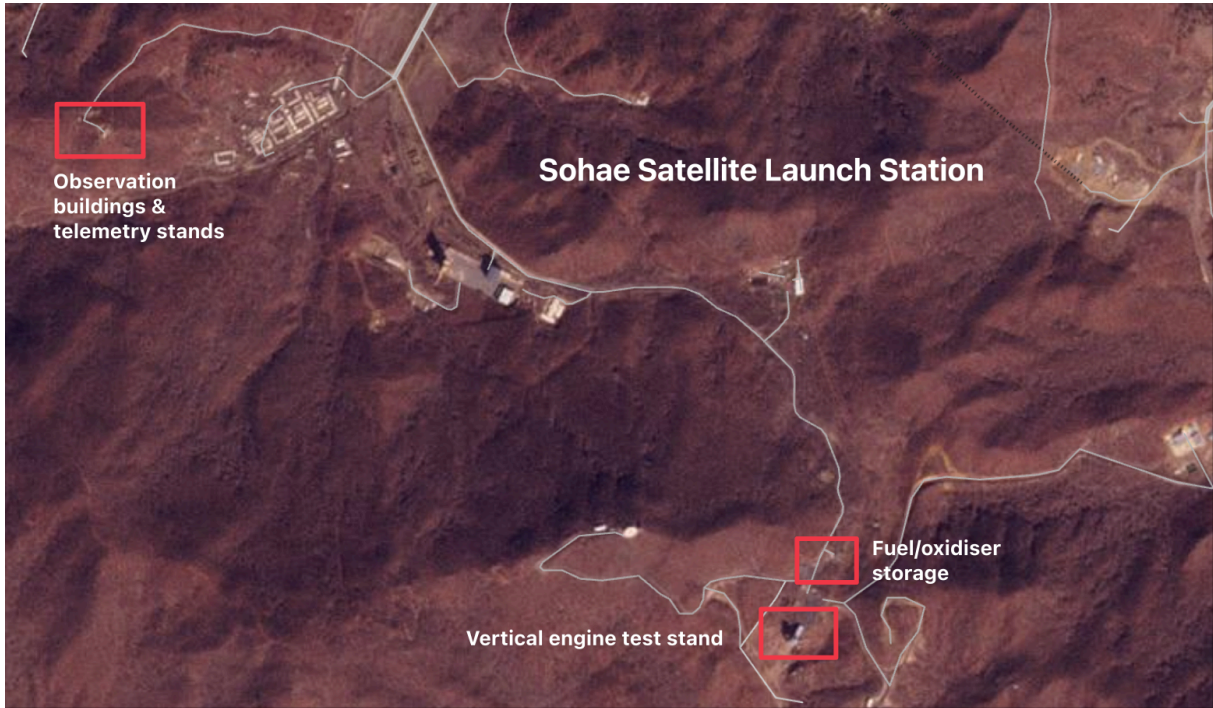 Sohae Satellite Launch Station
Observation
buildings &
telemetry stands
Fuel/oxidiser
storage
Vertical engine test stand